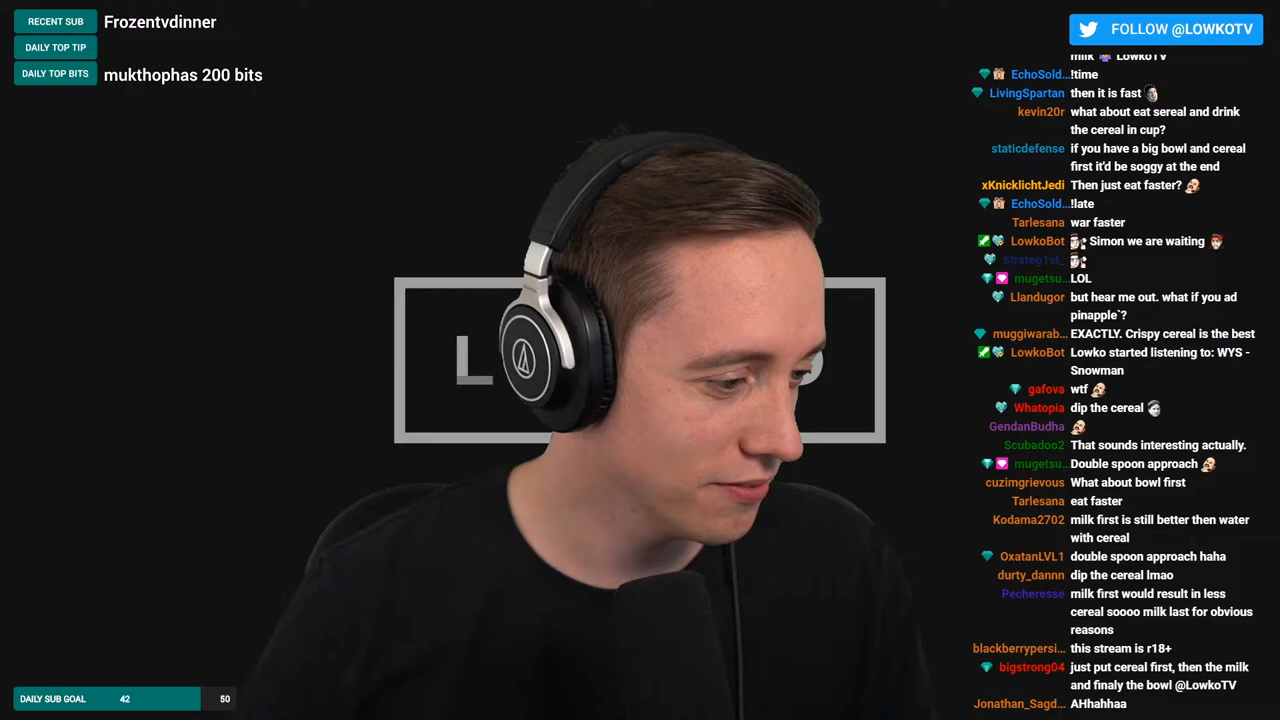 RECENT SUB Frozentvdinner
DAILY TOP TIP
DAILY TOP BITS mukthophas 200 bits
FOLLOW @LOWKOTV
milk LowkoTV
EchoSold... !time
LivingSpartan then it is fast
kevin20r what about eat sereal and drink
the cereal in cup?
staticdefense if you have a big bowl and cereal
first it'd be soggy at the end
xKnicklichtJedi Then just eat faster?
EchoSold... !late
Tarlesana war faster
LowkoBot Simon we are waiting
Strateg1st_
mugetsu... LOL
Llandugor but hear me out. what if you ad
pinapple`?
muggiwarab... EXACTLY. Crispy cereal is the best
LowkoBot Lowko started listening to: WYS -
Snowman
gafova wtf
Whatopía dip the cereal
GendanBudha
Scubadoo2 That sounds interesting actually.
mugetsu... Double spoon approach
cuzimgrievous What about bowl first
Tarlesana eat faster
Kodama2702 milk first is still better then water
with cereal
OxatanLVL1 double spoon approach haha
durty_dannn dip the cereal lmao
Pecheresse milk first would result in less
cereal soooo milk last for obvious
reasons
blackberrypersi... this stream is r18+
bigstrong04 just put cereal first, then the milk
and finaly the bowl @LowkoTV
Jonathan_Sagd... AHhahhaa
L
DAILY SUB GOAL 42 50